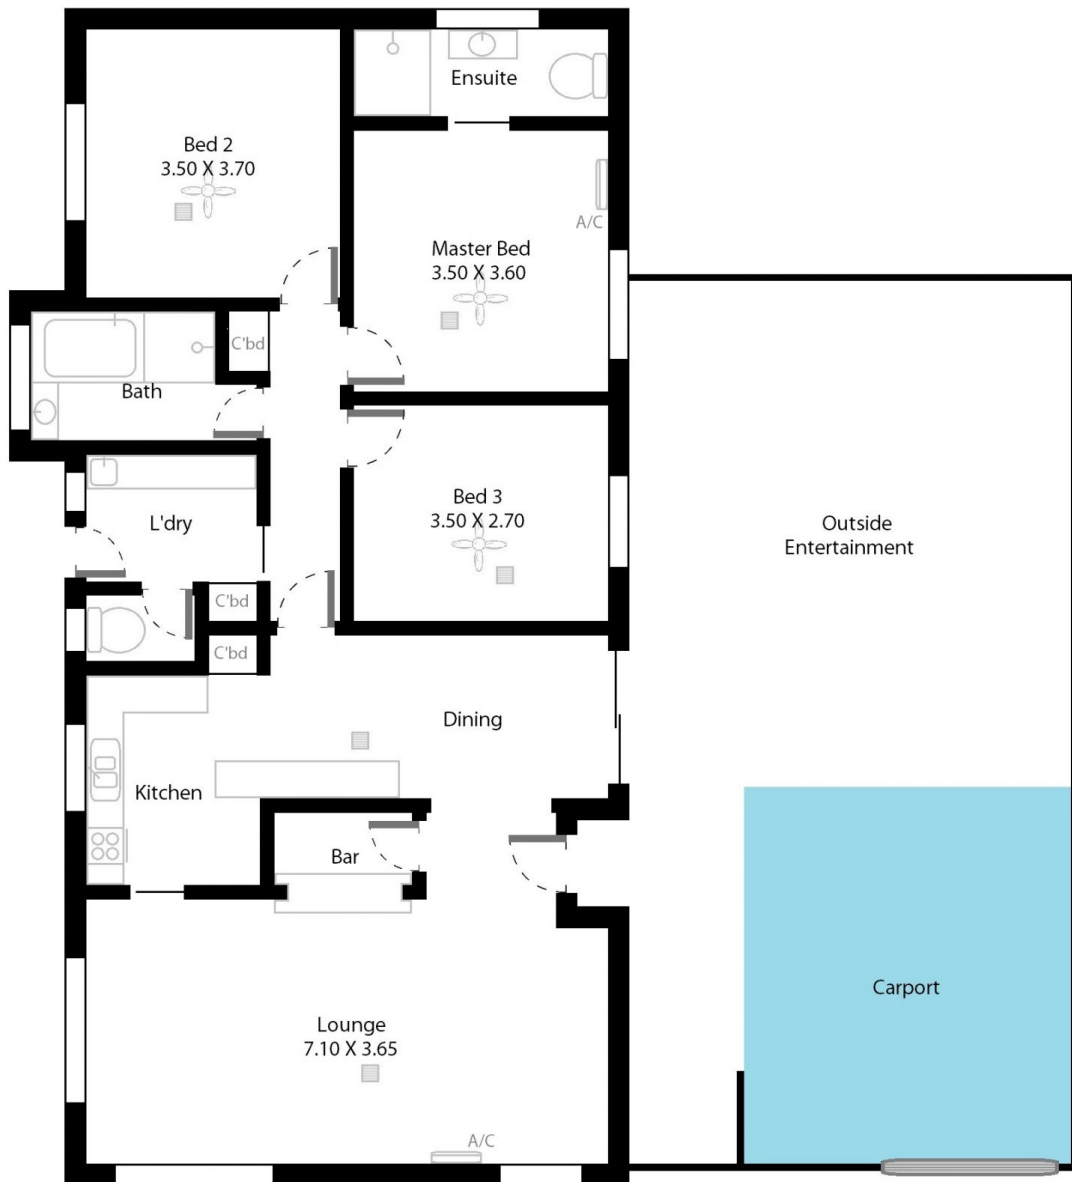 Ensuite
Bed 2
3.50 X 3.70
A/C
Master Bed
3.50 X 3.60
C'bd
Bath
Bed 3
3.50 X 2.70
L'dry
Outside
Entertainment
C'bd
C'bd
Dining
Kitchen
Bar
Carport
Lounge
7.10 X 3.65
A/C